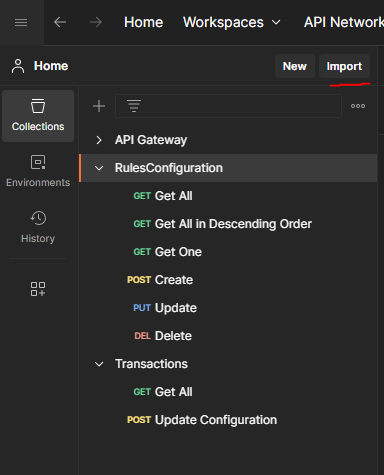 Home Workspaces API Network
Home New Import
Collections
Environments
History
API Gateway
RulesConfiguration
GET Get All
GET Get All in Descending Order
GET Get One
POST Create
PUT Update
DEL Delete
Transactions
GET Get All
POST Update Configuration